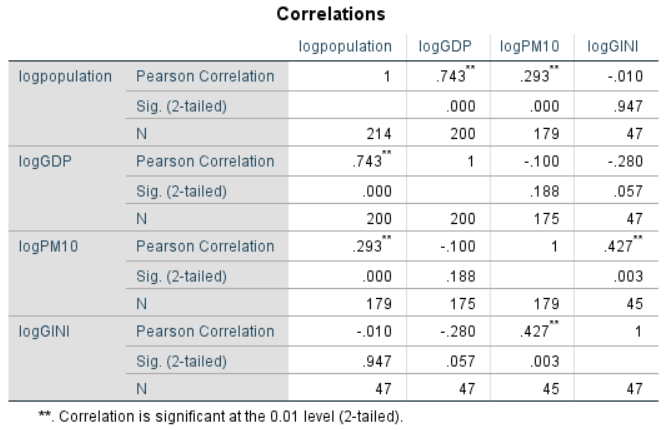 Correlations
logpopulation logGDP logPM10 logGINI
logpopulation Pearson Correlation 1 .743** .293** -.010
Sig. (2-tailed) .000 .000 .947
N 214 200 179 47
logGDP Pearson Correlation .743** 1 -.100 -.280
Sig. (2-tailed) .000 .188 .057
N 200 200 175 47
logPM10 Pearson Correlation .293** -.100 1 .427**
Sig. (2-tailed) .000 .188 .003
N 179 175 179 45
logGINI Pearson Correlation -.010 -.280 .427** 1
Sig. (2-tailed) .947 .057 .003
N 47 47 45 47
**. Correlation is significant at the 0.01 level (2-tailed).